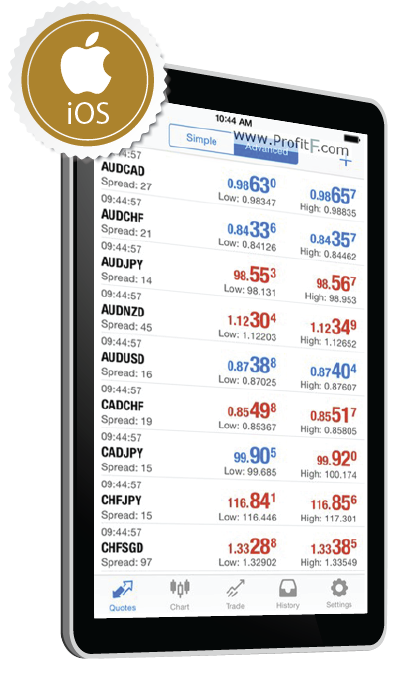 iOS
10:44 AM
www.ProfitF.com
Simple
Advanced
+
:44:57
AUDCAD
Spread: 27
0.98630
Low: 0.98347
0.98657
High: 0.98835
09:44:57
AUDCHF
Spread: 21
0.84336
Low: 0.84126
0.84357
High: 0.84462
09:44:57
AUDJPY
Spread: 14
98.553
Low: 98.131
98.567
High: 98.953
09:44:57
AUDNZD
Spread: 45
1.12304
Low: 1.12203
1.12349
High: 1.12652
09:44:57
AUDUSD
Spread: 16
0.87388
Low: 0.87025
0.87404
High: 0.87607
09:44:57
CADCHF
Spread: 19
0.85498
Low: 0.85367
0.85517
High: 0.85805
09:44:57
CADJPY
Spread: 15
99.905
Low: 99.685
99.920
High: 100.174
09:44:57
CHFJPY
Spread: 15
116.841
Low: 116.446
116.856
High: 117.301
09:44:57
CHFSGD
Spread: 97
1.33288
Low: 1.32902
1.33385
High: 1.33549
Quotes
Chart
Trade
History
Settings